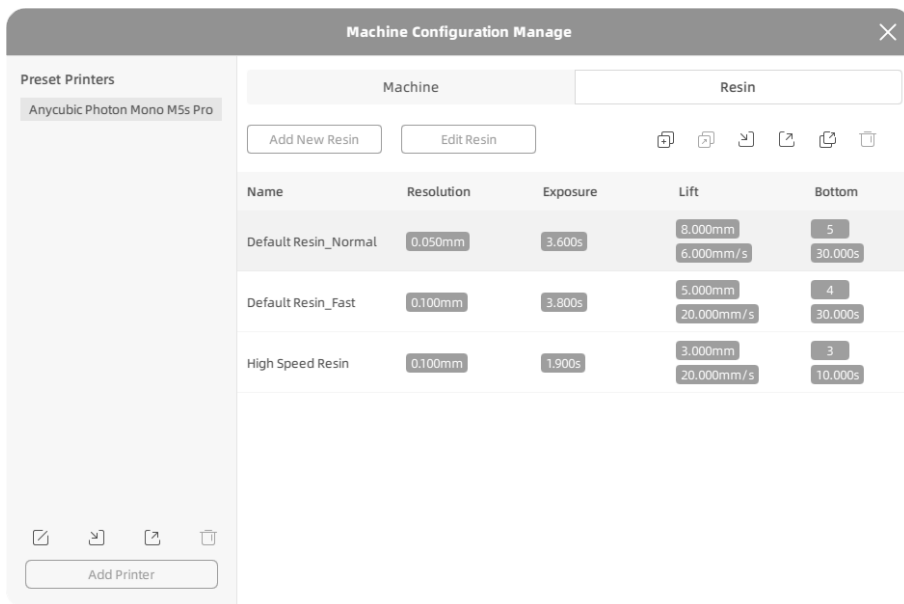 Machine Configuration Manage
Preset Printers
Anycubic Photon Mono M5s Pro
Machine
Resin
Add New Resin
Edit Resin
Name Resolution Exposure Lift Bottom
Default Resin_Normal 0.050mm 3.600s 8.000mm 5
6.000mm/s 30.000s
Default Resin_Fast 0.100mm 3.800s 5.000mm 4
20.000mm/s 30.000s
High Speed Resin 0.100mm 1.900s 3.000mm 3
20.000mm/s 10.000s
Add Printer